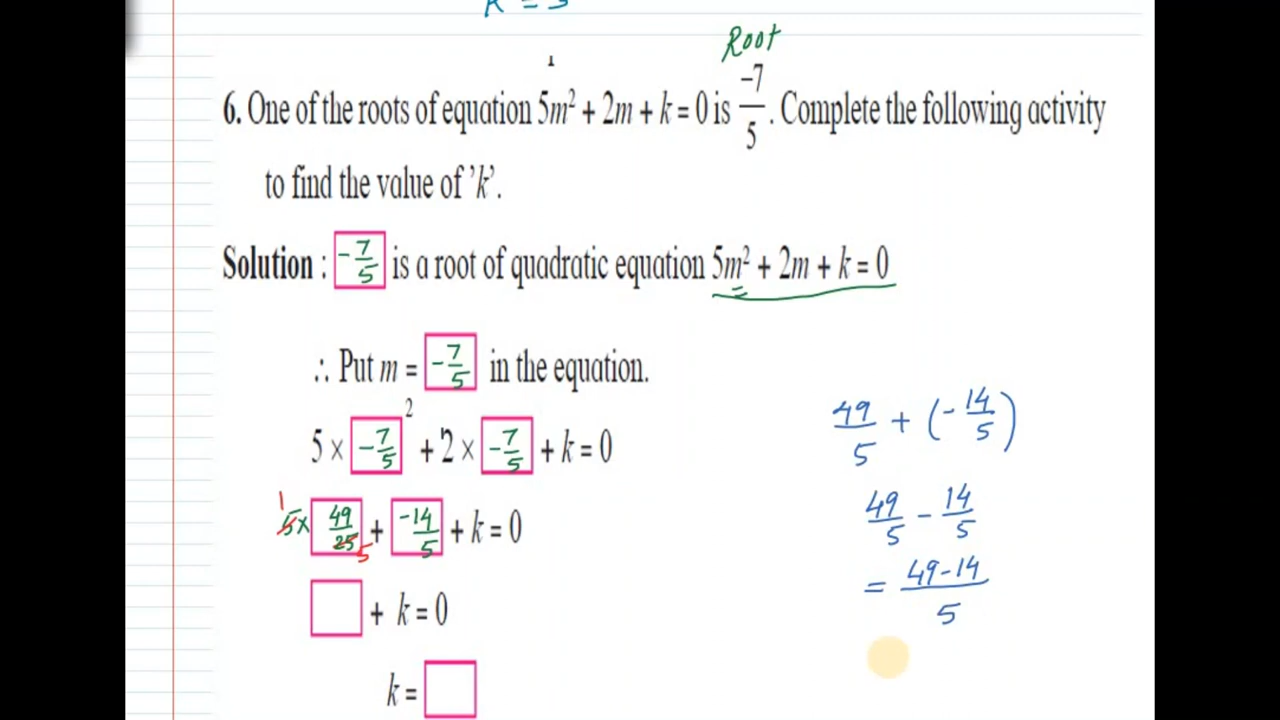 K = 5
Root
6. One of the roots of equation 5m² + 2m + k = 0 is -7/5. Complete the following activity
to find the value of 'k'.
Solution : -7/5 is a root of quadratic equation 5m² + 2m + k = 0
∴ Put m = -7/5 in the equation.
5 × -7/5 ² + 2 × -7/5 + k = 0
1
5× 49/25 5 + -14/5 + k = 0
+ k = 0
k =
49/5 + (-14/5)
49/5 - 14/5
= 49-14/5